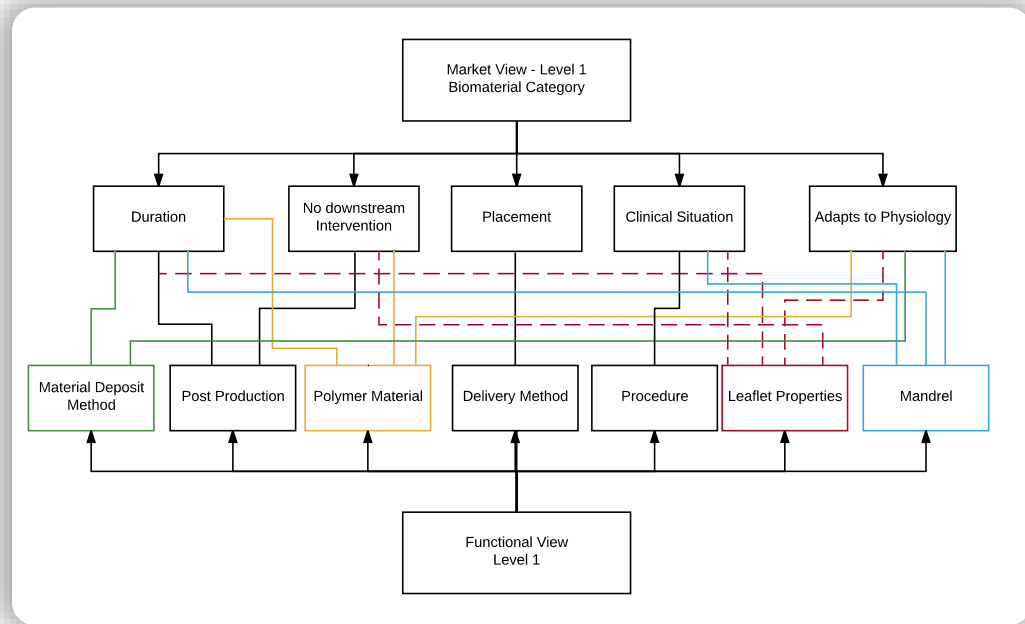 Market View - Level 1
Biomaterial Category
Duration
No downstream
Intervention
Placement
Clinical Situation
Adapts to Physiology
Material Deposit
Method
Post Production
Polymer Material
Delivery Method
Procedure
Leaflet Properties
Mandrel
Functional View
Level 1